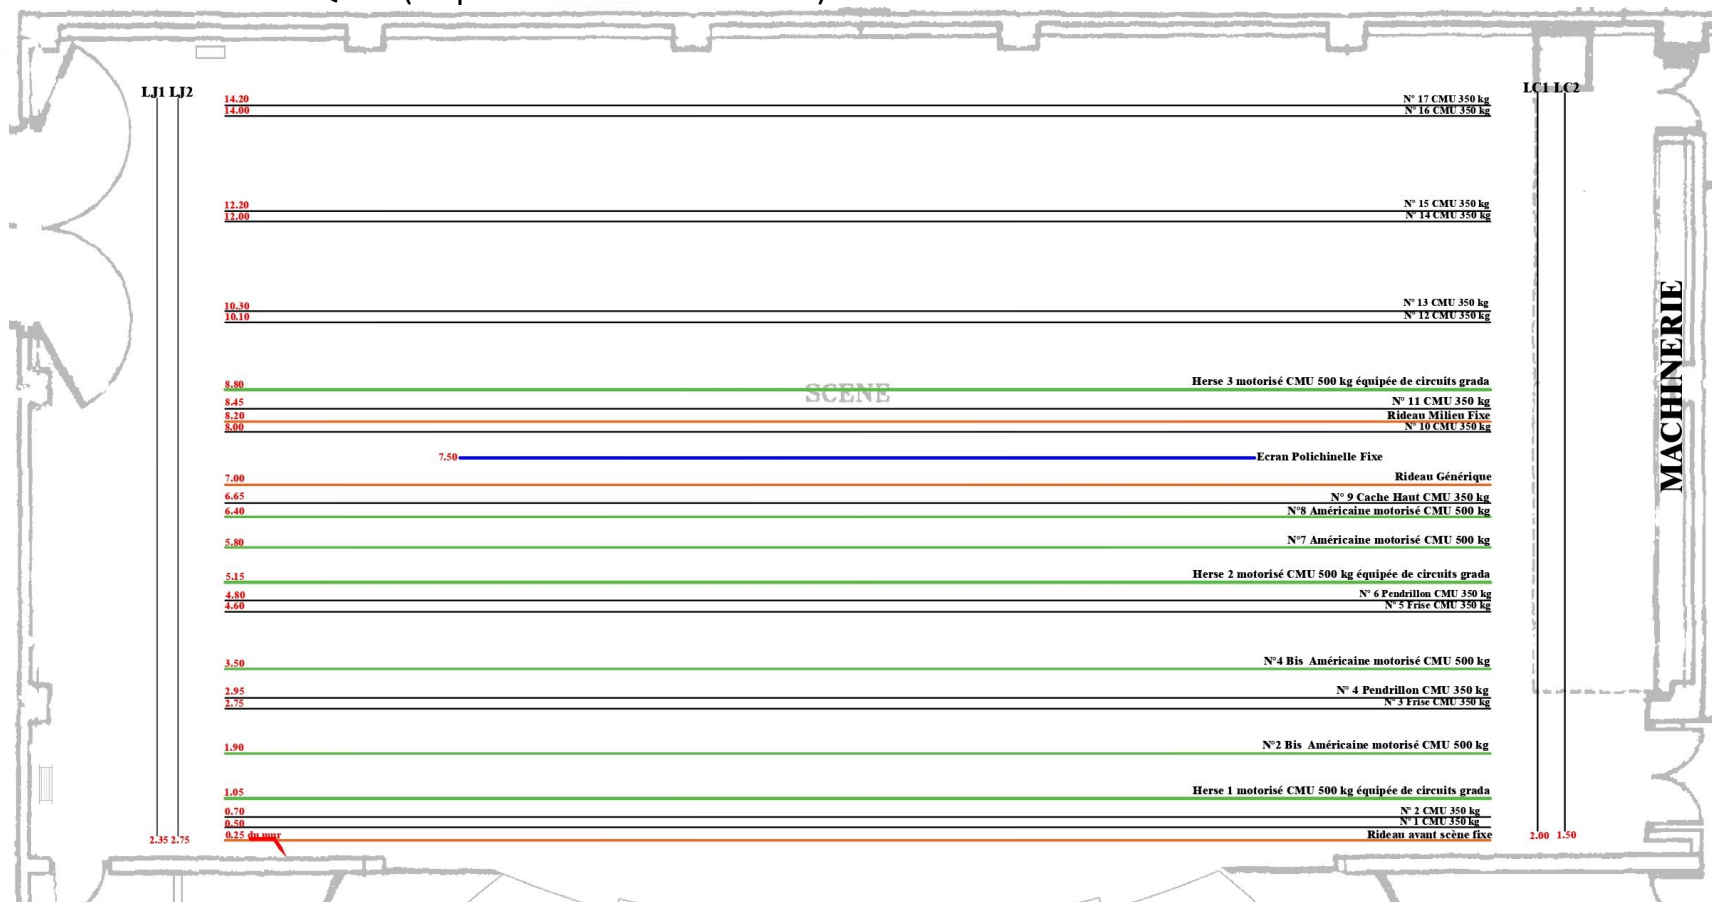 LJ1 LJ2
LC1 LC2
14.20 N° 17 CMU 350 kg
14.00 N° 16 CMU 350 kg
12.20 N° 15 CMU 350 kg
12.00 N° 14 CMU 350 kg
10.30 N° 13 CMU 350 kg
10.10 N° 12 CMU 350 kg
MACHINERIE
8.80 Herse 3 motorisé CMU 500 kg équipée de circuits grada
SCENE
8.45 N° 11 CMU 350 kg
8.20 Rideau Milieu Fixe
8.00 N° 10 CMU 350 kg
7.50 Ecran Polichinelle Fixe
7.00 Rideau Générique
6.65 N° 9 Cache Haut CMU 350 kg
6.40 N°8 Américaine motorisé CMU 500 kg
5.80 N°7 Américaine motorisé CMU 500 kg
5.15 Herse 2 motorisé CMU 500 kg équipée de circuits grada
4.80 N° 6 Pendrillon CMU 350 kg
4.60 N° 5 Frise CMU 350 kg
3.50 N°4 Bis Américaine motorisé CMU 500 kg
2.95 N° 4 Pendrillon CMU 350 kg
2.75 N° 3 Frise CMU 350 kg
1.90 N°2 Bis Américaine motorisé CMU 500 kg
1.05 Herse 1 motorisé CMU 500 kg équipée de circuits grada
0.70 N° 2 CMU 350 kg
0.50 N° 1 CMU 350 kg
0.25 du mur Rideau avant scène fixe
2.35 2.75
2.00 1.50